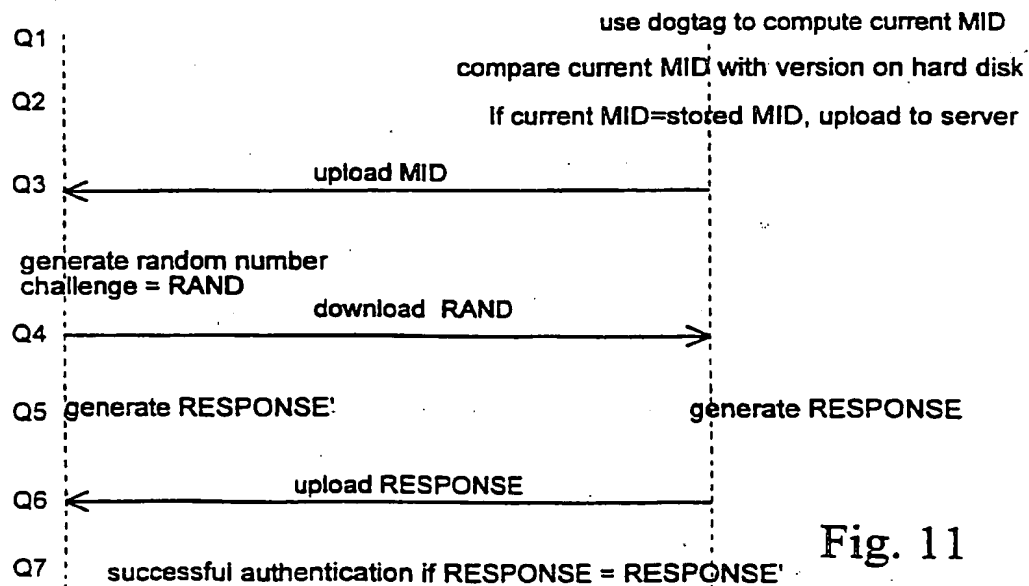 Q1 use dogtag to compute current MID
compare current MID with version on hard disk
Q2
If current MID=stored MID, upload to server
Q3 upload MID
generate random number
challenge = RAND
download RAND
Q4
Q5 generate RESPONSE' generate RESPONSE
Q6 upload RESPONSE
Fig. 11
Q7 successful authentication if RESPONSE = RESPONSE'